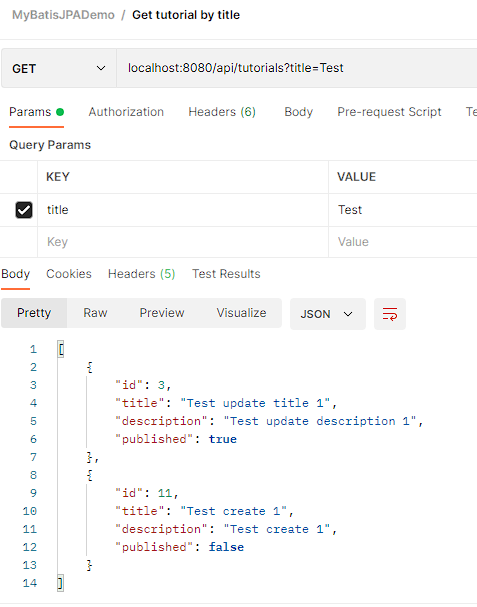 MyBatisJPADemo / Get tutorial by title
GET localhost:8080/api/tutorials?title=Test
Params Authorization Headers (6) Body Pre-request Script Te
Query Params
KEY VALUE
title Test
Key Value
Body Cookies Headers (5) Test Results
Pretty Raw Preview Visualize JSON
1 [
2 {
3 "id": 3,
4 "title": "Test update title 1",
5 "description": "Test update description 1",
6 "published": true
7 },
8 {
9 "id": 11,
10 "title": "Test create 1",
11 "description": "Test create 1",
12 "published": false
13 }
14 ]